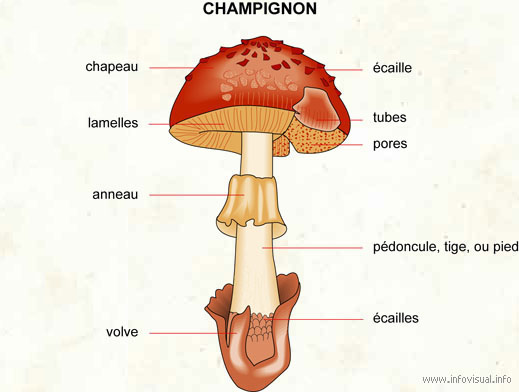 CHAMPIGNON
chapeau
écaille
lamelles
tubes
pores
anneau
pédoncule, tige, ou pied
écailles
volve
www.infovisual.info